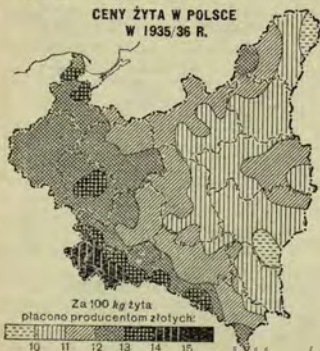 CENY ŻYTA W POLSCE
W 1935/36 R.
Za 100 kg żyta
płacono producentom złotych:
10 11 12 13 14 15